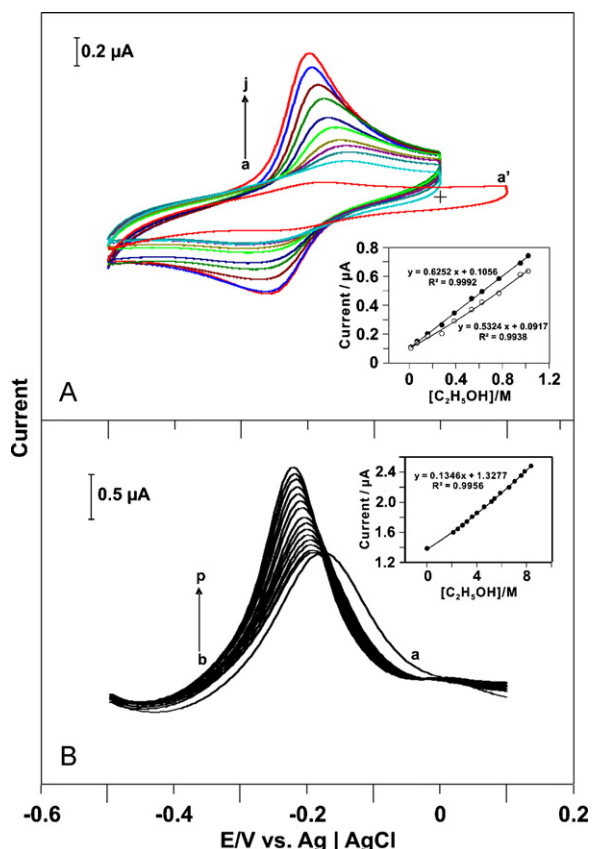 A
0.2 µA
j
a
a'
y = 0.6252 x + 0.1056
R² = 0.9992
y = 0.5324 x + 0.0917
R² = 0.9938
0.8
0.6
0.4
0.2
0
0 0.4 0.8 1.2
Current / µA
[C₂H₅OH]/M
A
Current
0.5 µA
p
b
a
y = 0.1346x + 1.3277
R² = 0.9956
2.4
2.0
1.6
1.2
0 4 8
Current / µA
[C₂H₅OH]/M
B
-0.6 -0.4 -0.2 0 0.2
E/V vs. Ag | AgCl